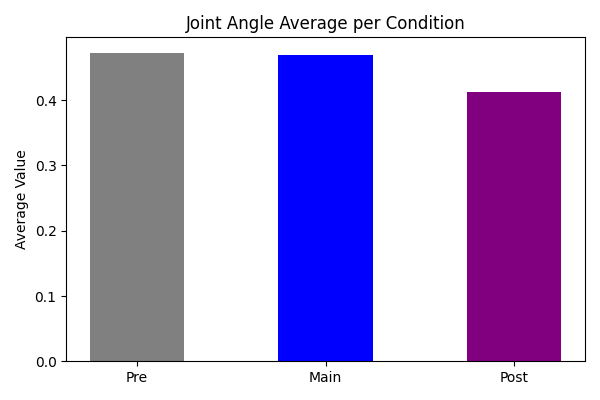 Joint Angle Average per Condition
Average Value
0.4
0.3
0.2
0.1
0.0
Pre
Main
Post